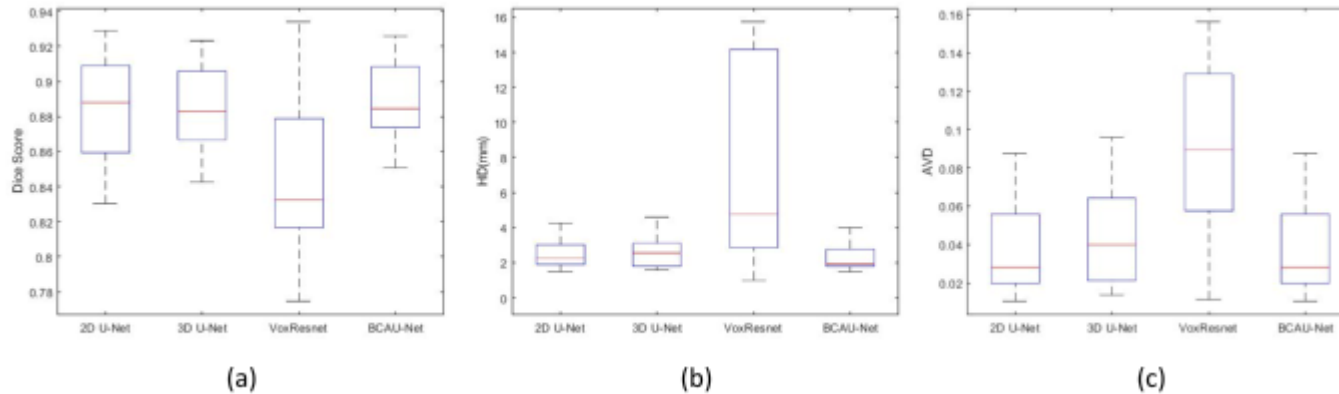 0.94
0.92
0.9
0.88
0.86
0.84
0.82
0.8
0.78
Dice Score
2D U-Net 3D U-Net VoxResnet BCAU-Net
(a)
16
14
12
10
8
6
4
2
0
HD(mm)
2D U-Net 3D U-Net VoxResnet BCAU-Net
(b)
0.16
0.14
0.12
0.1
0.08
0.06
0.04
0.02
AVD
2D U-Net 3D U-Net VoxResnet BCAU-Net
(c)